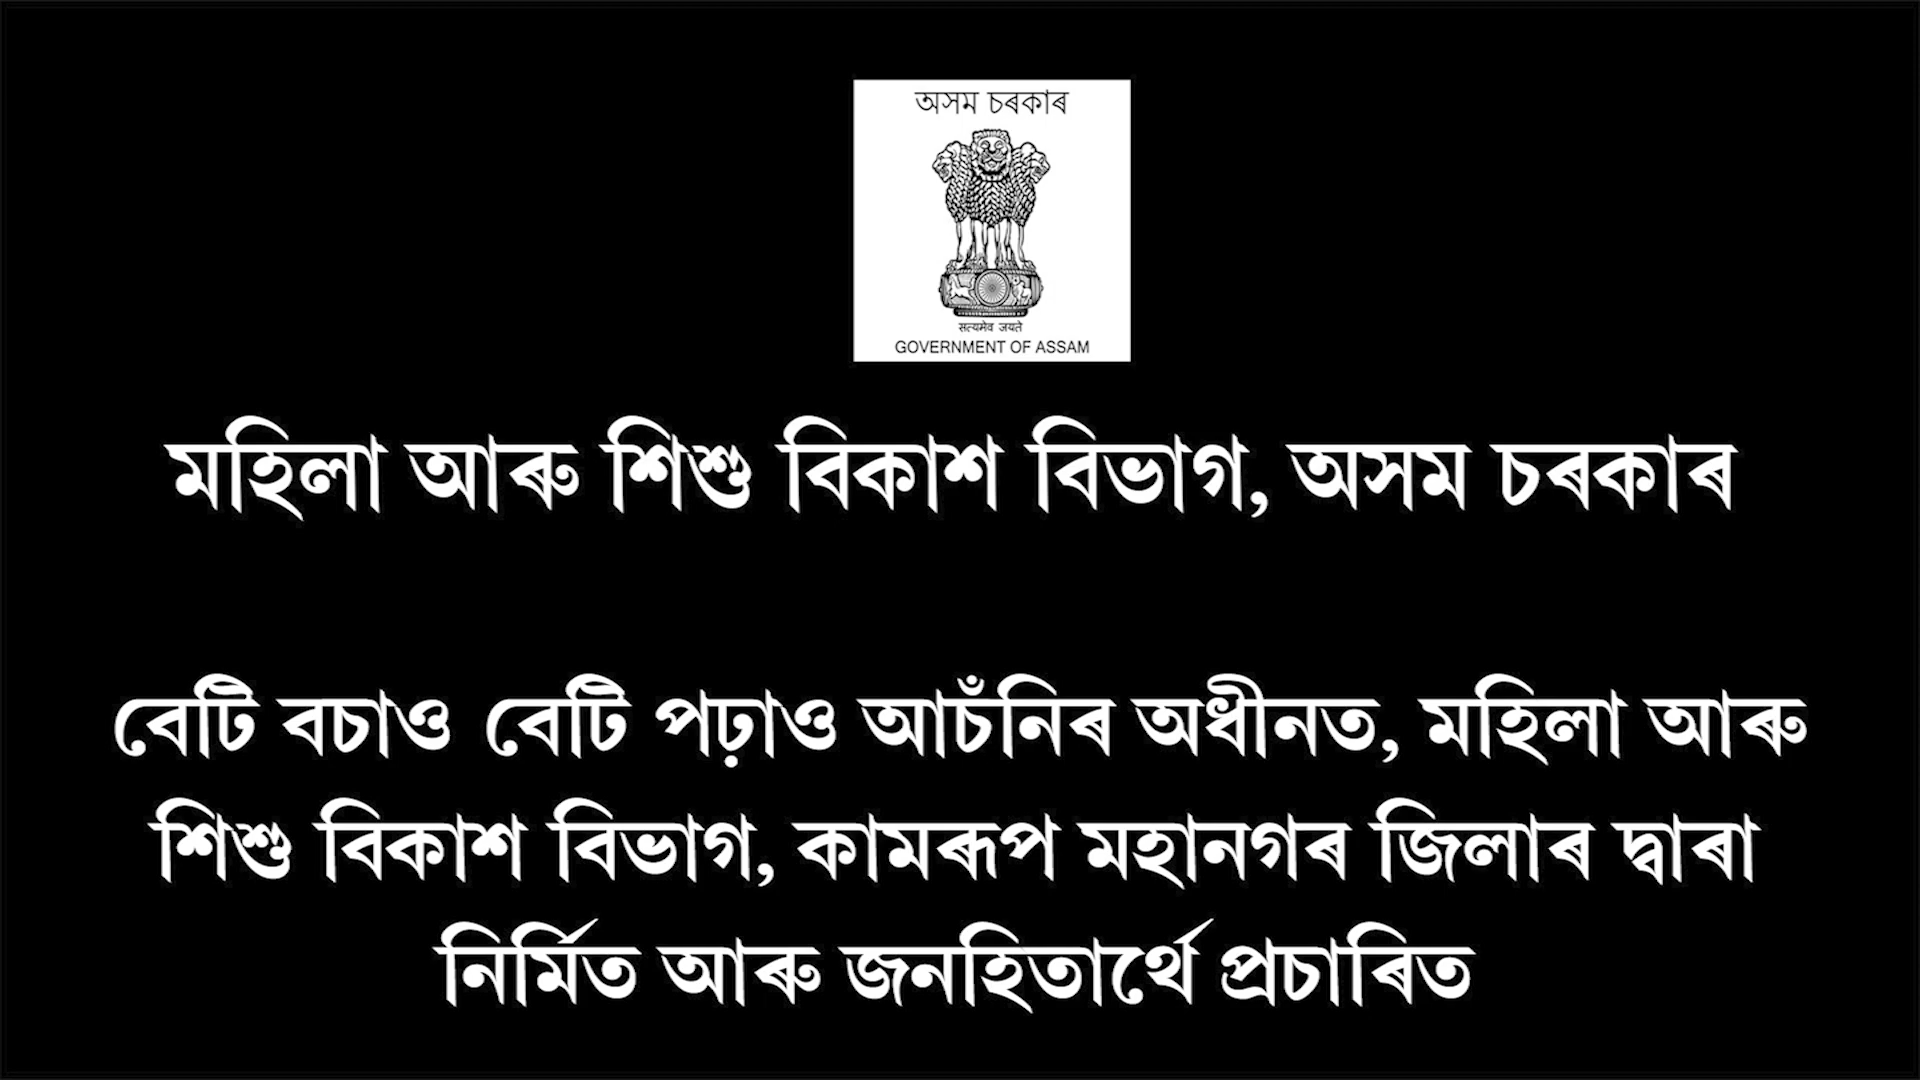 অসম চৰকাৰ
सत्यमेव जयते
GOVERNMENT OF ASSAM
মহিলা আৰু শিশু বিকাশ বিভাগ, অসম চৰকাৰ
বেটি বচাও বেটি পঢ়াও আচঁনিৰ অধীনত, মহিলা আৰু
শিশু বিকাশ বিভাগ, কামৰূপ মহানগৰ জিলাৰ দ্বাৰা
নিৰ্মিত আৰু জনহিতাৰ্থে প্ৰচাৰিত